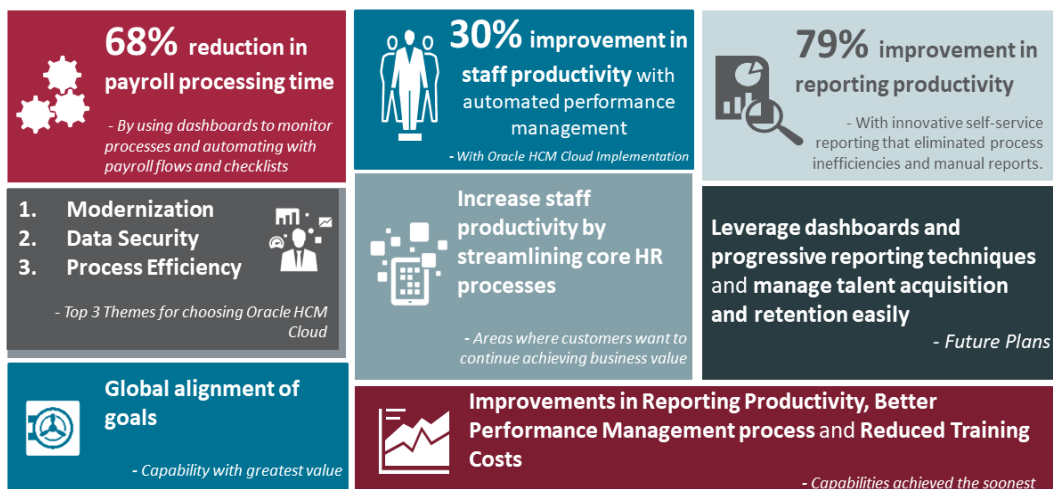 68% reduction in
payroll processing time
- By using dashboards to monitor
processes and automating with
payroll flows and checklists
30% improvement in
staff productivity with
automated performance
management
- With Oracle HCM Cloud Implementation
79% improvement in
reporting productivity
- With innovative self-service
reporting that eliminated process
inefficiencies and manual reports.
1. Modernization
2. Data Security
3. Process Efficiency
- Top 3 Themes for choosing Oracle HCM
Cloud
Increase staff
productivity by
streamlining core HR
processes
- Areas where customers want to
continue achieving business value
Leverage dashboards and
progressive reporting techniques
and manage talent acquisition
and retention easily
- Future Plans
Global alignment of
goals
- Capability with greatest value
Improvements in Reporting Productivity, Better
Performance Management process and Reduced Training
Costs
- Capabilities achieved the soonest